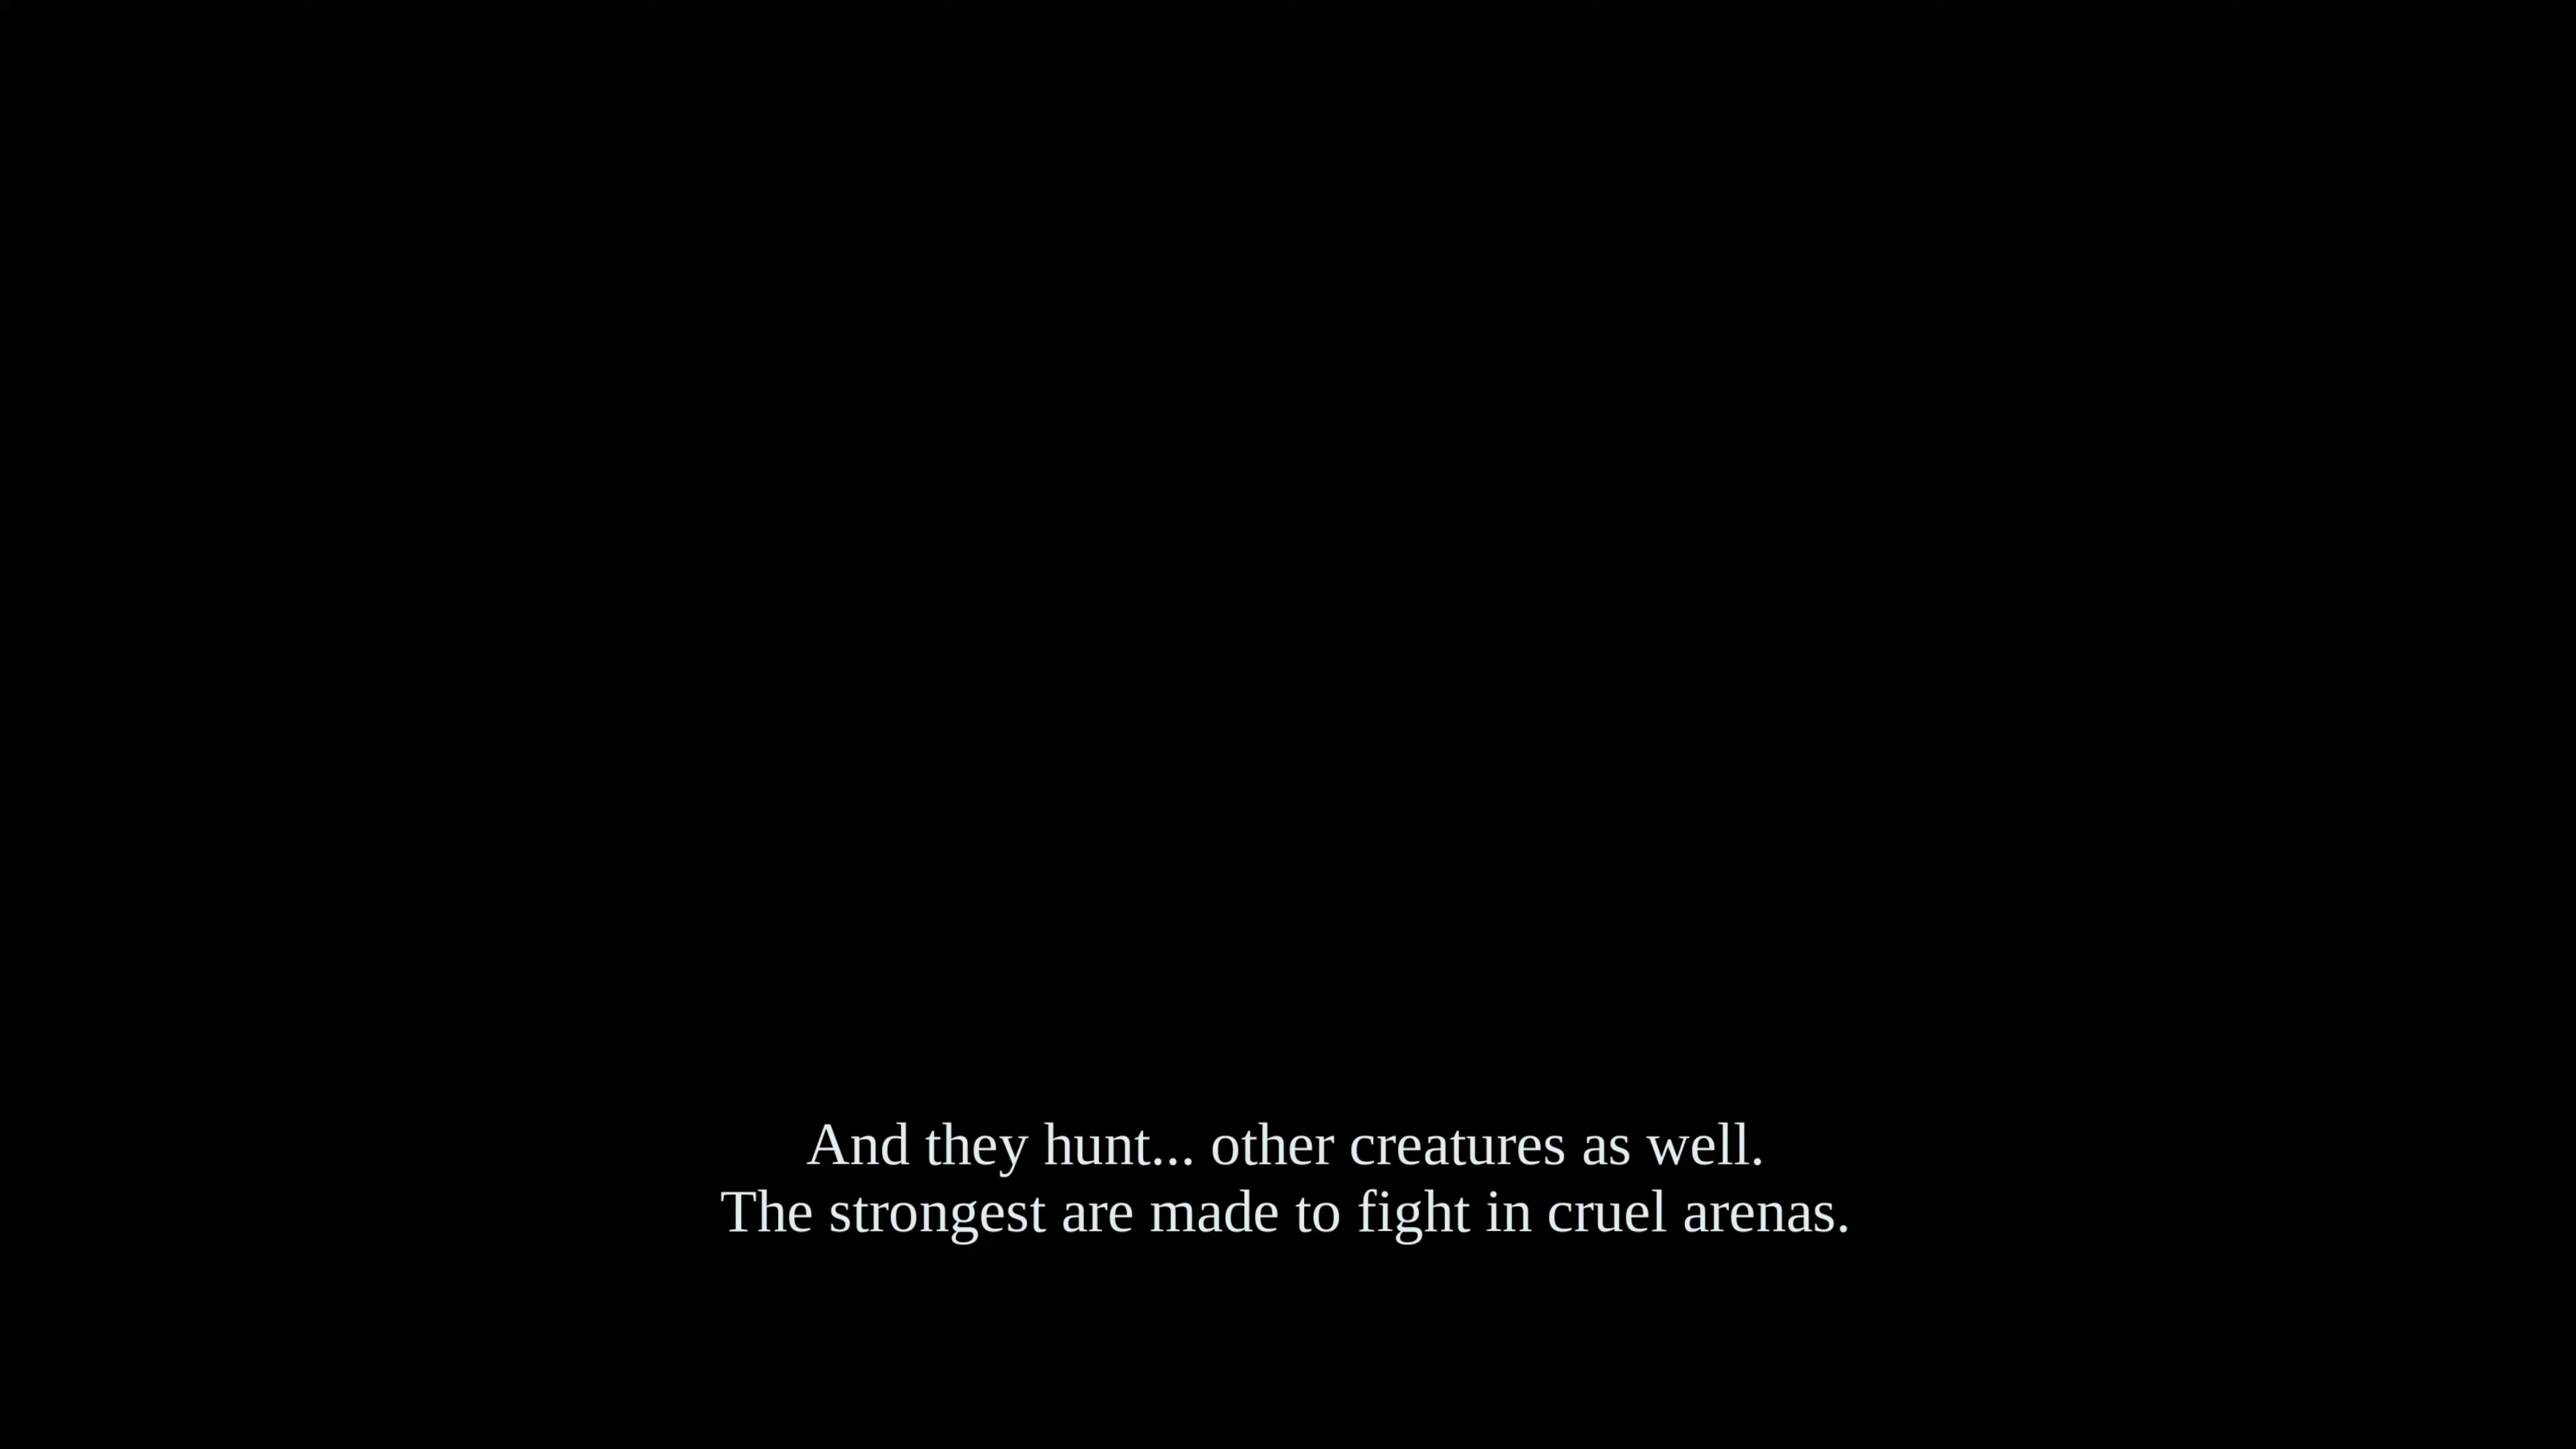 And they hunt... other creatures as well.
The strongest are made to fight in cruel arenas.